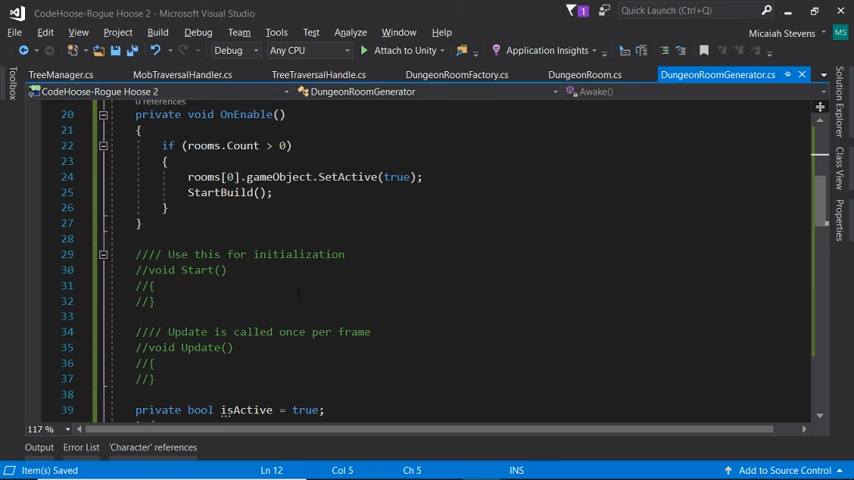 CodeHoose-Rogue Hoose 2 - Microsoft Visual Studio
1
Quick Launch (Ctrl+Q)
File Edit View Project Build Debug Team Tools Test Analyze Window Help
Micaiah Stevens MS
Debug Any CPU Attach to Unity Application Insights
TreeManager.cs MobTraversalHandler.cs TreeTraversalHandle.cs DungeonRoomFactory.cs DungeonRoom.cs DungeonRoomGenerator.cs
CodeHoose-Rogue Hoose 2 DungeonRoomGenerator Awake()
Toolbox
Solution Explorer
Class View
Properties
0 references
20 private void OnEnable()
21 {
22 if (rooms.Count > 0)
23 {
24 rooms[0].gameObject.SetActive(true);
25 StartBuild();
26 }
27 }
28
29 //// Use this for initialization
30 //void Start()
31 //{
32 //}
33
34 //// Update is called once per frame
35 //void Update()
36 //{
37 //}
38
39 private bool isActive = true;
117 %
Output Error List 'Character' references
Item(s) Saved Ln 12 Col 5 Ch 5 INS Add to Source Control